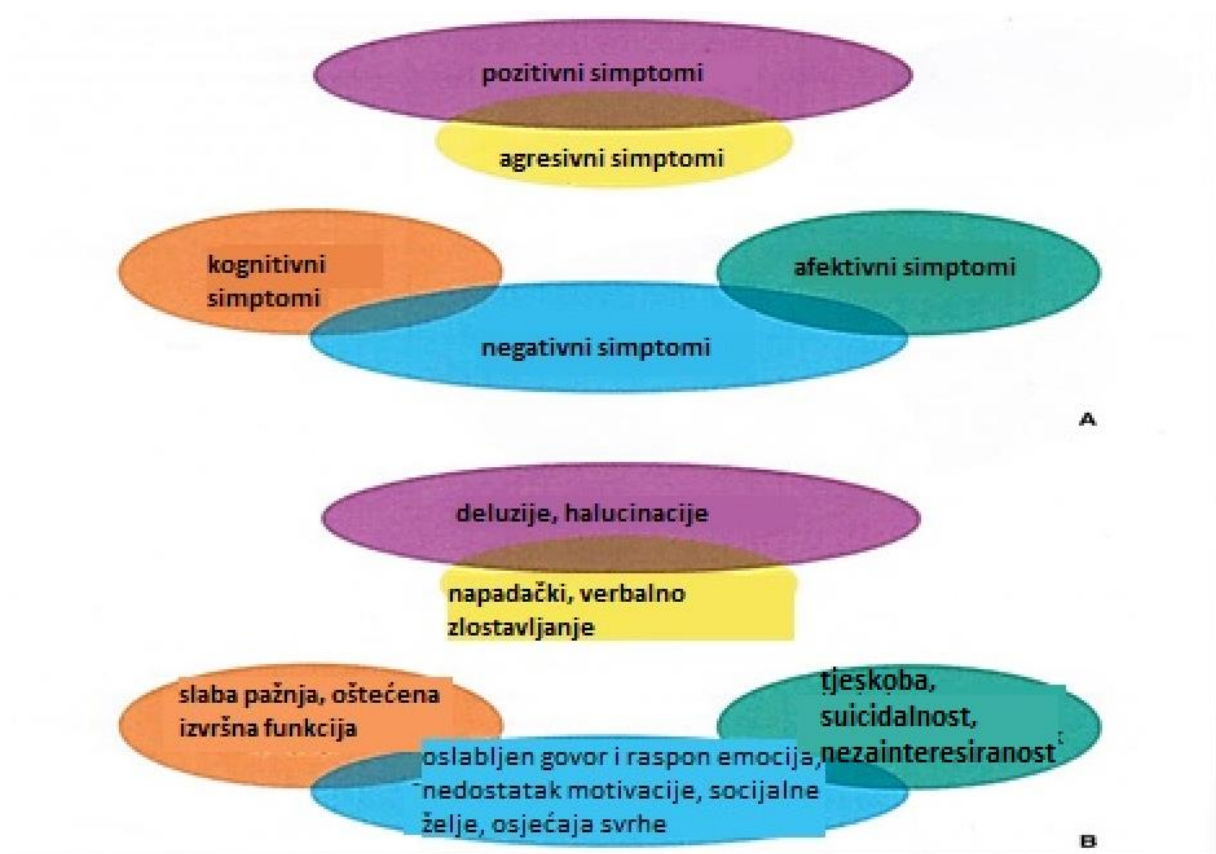 pozitivni simptomi
agresivni simptomi
kognitivni
simptomi
afektivni simptomi
negativni simptomi
A
deluzije, halucinacije
napadački, verbalno
zlostavljanje
slaba pažnja, oštećena
izvršna funkcija
tjeskoba,
suicidalnost,
nezainteresiranost
oslabljen govor i raspon emocija,
nedostatak motivacije, socijalne
želje, osjećaja svrhe
B